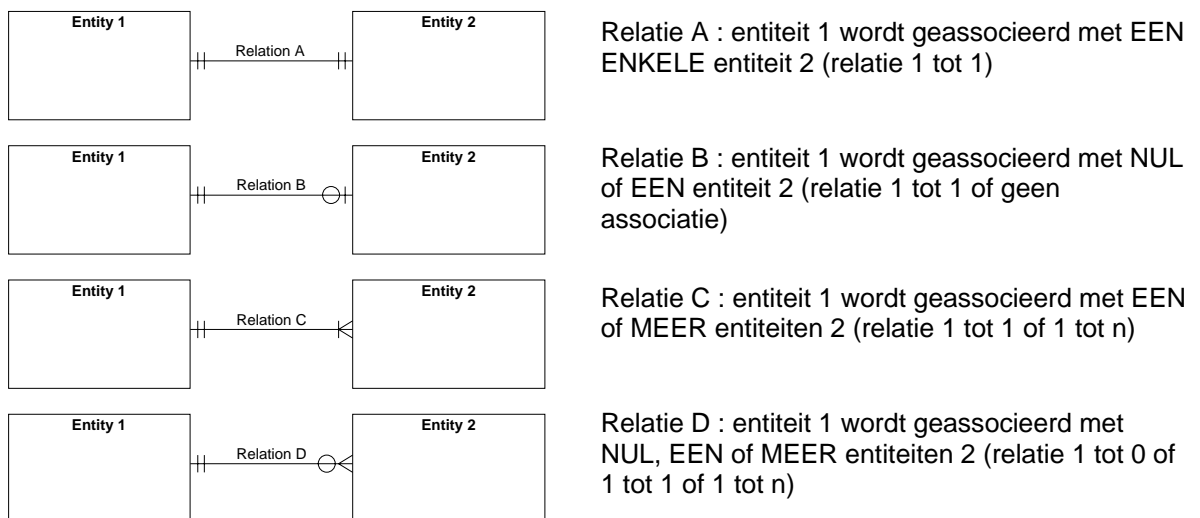 Entity 1
Relation A
Entity 2
Relatie A : entiteit 1 wordt geassocieerd met EEN
ENKELE entiteit 2 (relatie 1 tot 1)
Entity 1
Relation B
Entity 2
Relatie B : entiteit 1 wordt geassocieerd met NUL
of EEN entiteit 2 (relatie 1 tot 1 of geen
associatie)
Entity 1
Relation C
Entity 2
Relatie C : entiteit 1 wordt geassocieerd met EEN
of MEER entiteiten 2 (relatie 1 tot 1 of 1 tot n)
Entity 1
Relation D
Entity 2
Relatie D : entiteit 1 wordt geassocieerd met
NUL, EEN of MEER entiteiten 2 (relatie 1 tot 0 of
1 tot 1 of 1 tot n)